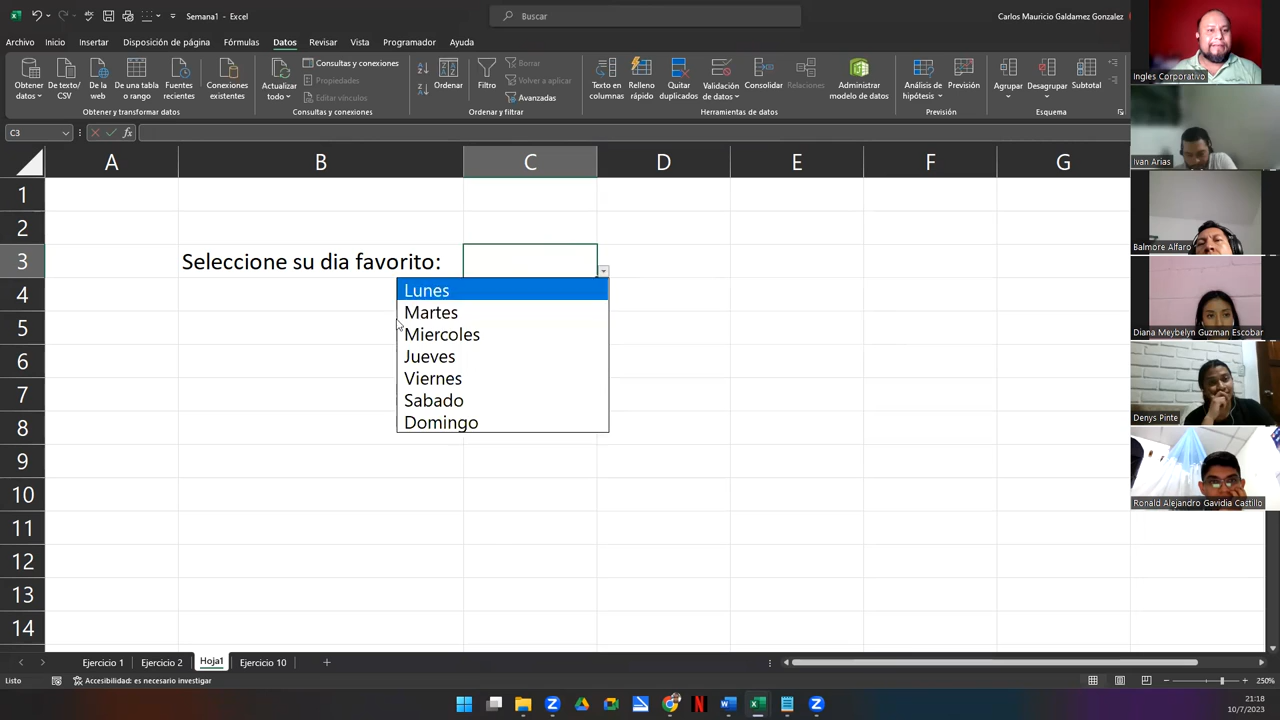 Semana1 - Excel
Buscar
Carlos Mauricio Galdamez Gonzalez
Archivo Inicio Insertar Disposición de página Fórmulas Datos Revisar Vista Programador Ayuda
Obtener datos
De texto/CSV
De la web
De una tabla o rango
Fuentes recientes
Conexiones existentes
Obtener y transformar datos
Actualizar todo
Consultas y conexiones
Propiedades
Editar vínculos
Consultas y conexiones
Ordenar
Filtro
Borrar
Volver a aplicar
Avanzadas
Ordenar y filtrar
Texto en columnas
Relleno rápido
Quitar duplicados
Validación de datos
Consolidar
Relaciones
Administrar modelo de datos
Herramientas de datos
Análisis de hipótesis
Previsión
Previsión
Agrupar
Desagrupar
Subtotal
Esquema
C3
fx
A B C D E F G
1
2
3 Seleccione su dia favorito:
4
5
6
7
8
9
10
11
12
13
14
Lunes
Martes
Miercoles
Jueves
Viernes
Sabado
Domingo
Ejercicio 1 Ejercicio 2 Hoja1 Ejercicio 10
Listo
Accesibilidad: es necesario investigar
250%
21:18
10/7/2023
Ingles Corporativo
Ivan Arias
Balmore Alfaro
Diana Meybelyn Guzman Escobar
Denys Pinte
Ronald Alejandro Gavidia Castillo